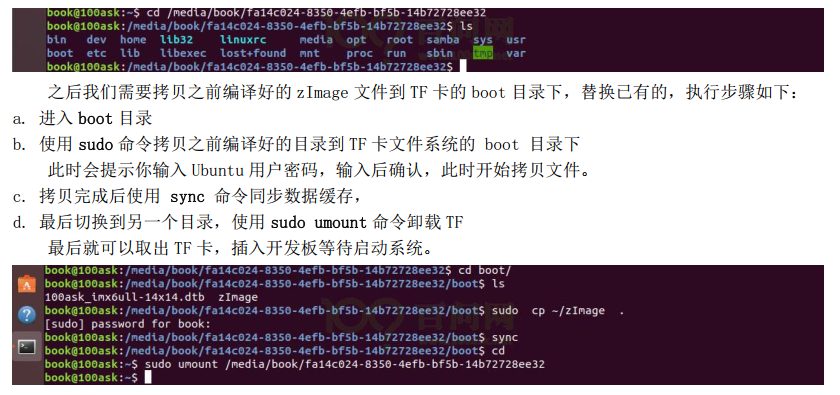 book@100ask:~$ cd /media/book/fa14c024-8350-4efb-bf5b-14b72728ee32
book@100ask:/media/book/fa14c024-8350-4efb-bf5b-14b72728ee32$ ls
bin dev home lib32 linuxrc media opt root samba sys usr
boot etc lib libexec lost+found mnt proc run sbin tmp var
book@100ask:/media/book/fa14c024-8350-4efb-bf5b-14b72728ee32$
之后我们需要拷贝之前编译好的 zImage 文件到 TF 卡的 boot 目录下，替换已有的，执行步骤如下：
a. 进入 boot 目录
b. 使用 sudo 命令拷贝之前编译好的目录到 TF 卡文件系统的 boot 目录下
此时会提示你输入 Ubuntu 用户密码，输入后确认，此时开始拷贝文件。
c. 拷贝完成后使用 sync 命令同步数据缓存，
d. 最后切换到另一个目录，使用 sudo umount 命令卸载 TF
最后就可以取出 TF 卡，插入开发板等待启动系统。
book@100ask:/media/book/fa14c024-8350-4efb-bf5b-14b72728ee32$ cd boot/
book@100ask:/media/book/fa14c024-8350-4efb-bf5b-14b72728ee32/boot$ ls
100ask_imx6ull-14x14.dtb zImage
book@100ask:/media/book/fa14c024-8350-4efb-bf5b-14b72728ee32/boot$ sudo cp ~/zImage .
[sudo] password for book:
book@100ask:/media/book/fa14c024-8350-4efb-bf5b-14b72728ee32/boot$ sync
book@100ask:/media/book/fa14c024-8350-4efb-bf5b-14b72728ee32/boot$ cd
book@100ask:~$ sudo umount /media/book/fa14c024-8350-4efb-bf5b-14b72728ee32
book@100ask:~$